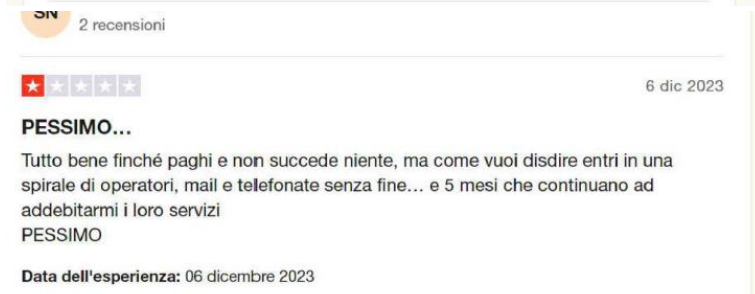 SN
2 recensioni
6 dic 2023
PESSIMO...
Tutto bene finché paghi e non succede niente, ma come vuoi disdire entri in una
spirale di operatori, mail e telefonate senza fine... e 5 mesi che continuano ad
addebitarmi i loro servizi
PESSIMO
Data dell'esperienza: 06 dicembre 2023